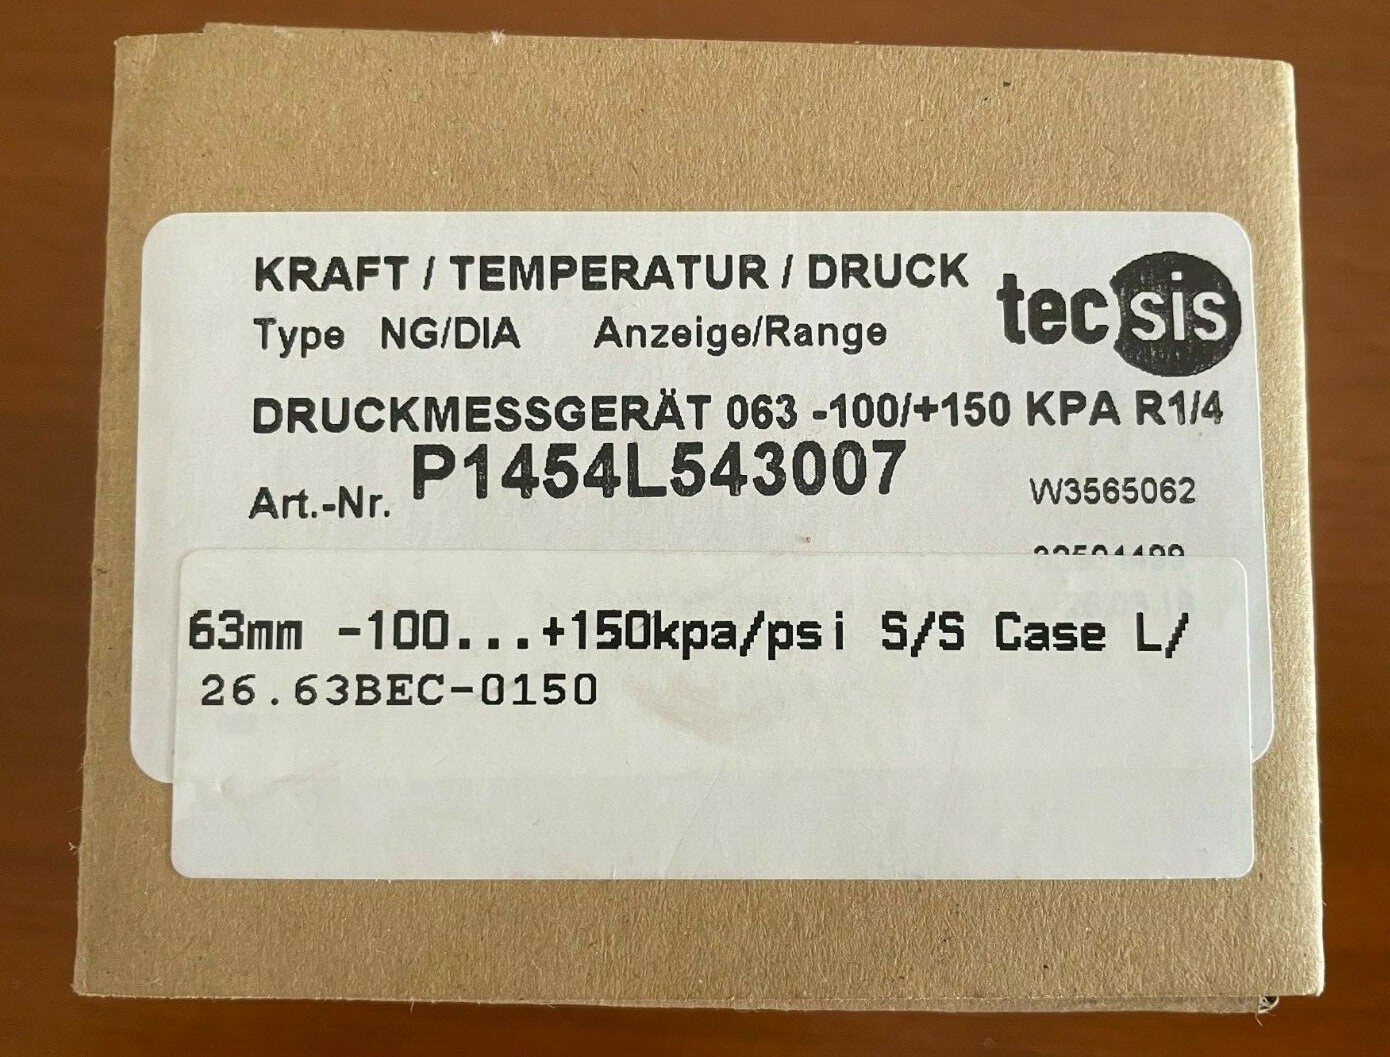 KRAFT / TEMPERATUR / DRUCK
tecsis
Type NG/DIA Anzeige/Range
DRUCKMESSGERÄT 063 -100/+150 KPA R1/4
Art.-Nr. P1454L543007
W3565062
63mm -100...+150kpa/psi S/S Case L/
26.63BEC-0150